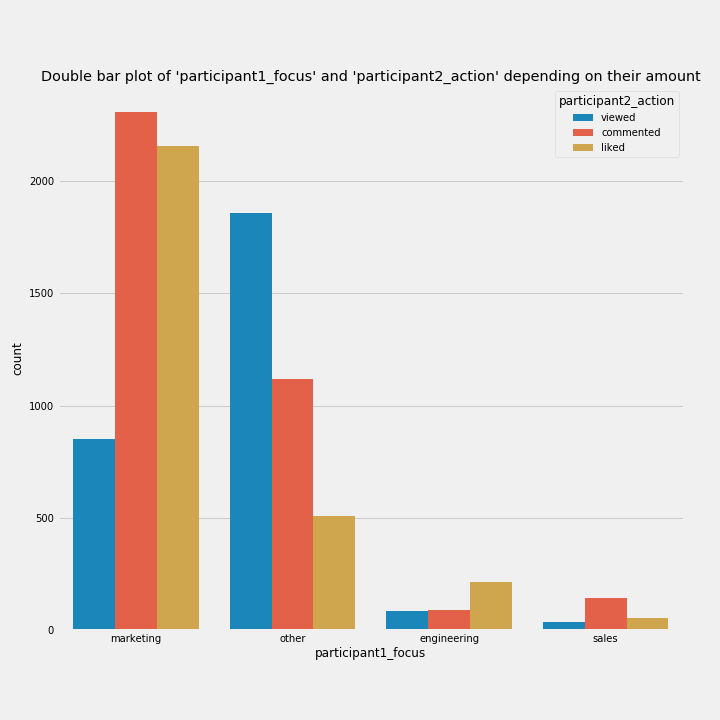 Double bar plot of 'participant1_focus' and 'participant2_action' depending on their amount
participant2_action
viewed
commented
liked
2000
1500
1000
500
0
count
marketing other engineering sales
participant1_focus